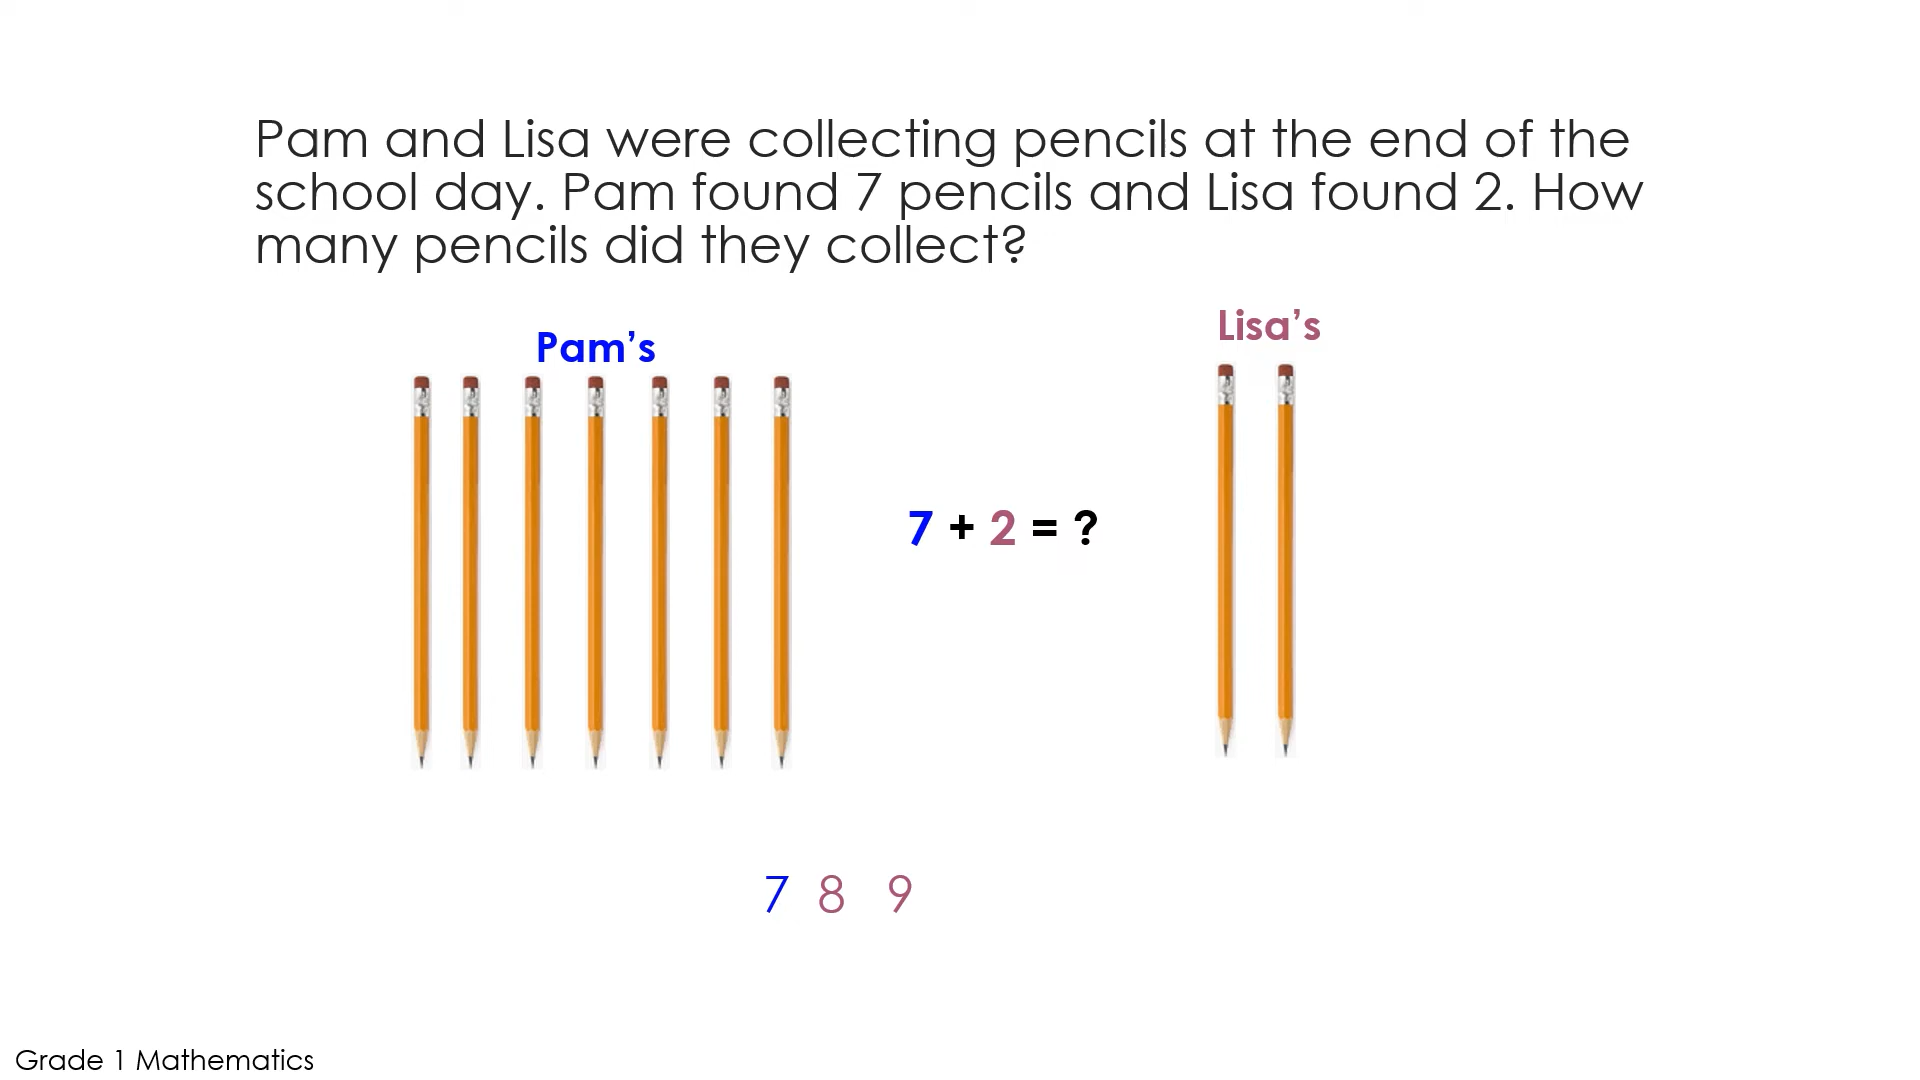 Pam and Lisa were collecting pencils at the end of the
school day. Pam found 7 pencils and Lisa found 2. How
many pencils did they collect?
Pam’s
Lisa’s
7 + 2 = ?
7 8 9
Grade 1 Mathematics